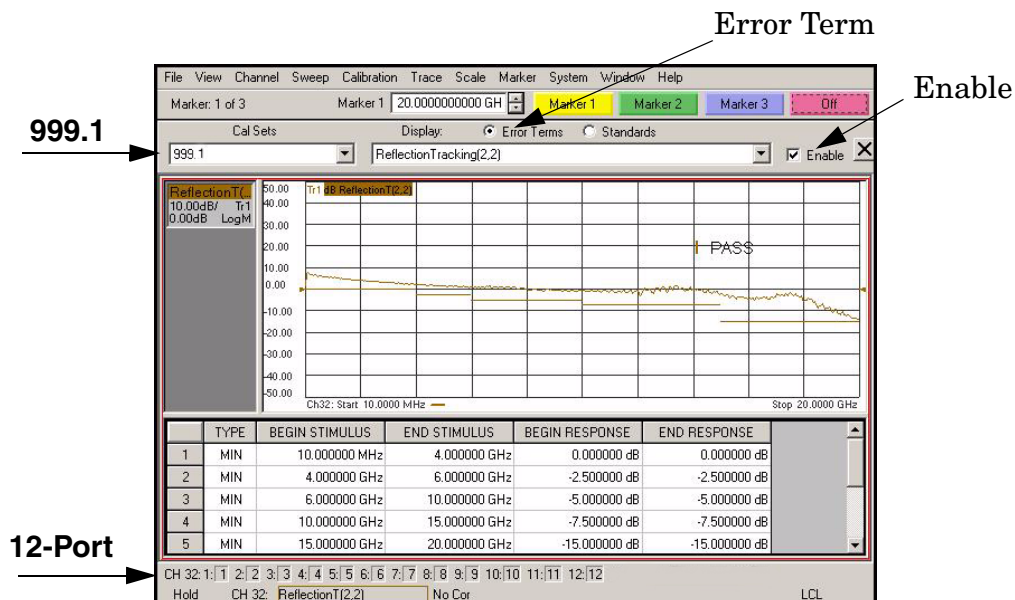 Error Term
Enable
999.1
12-Port
File View Channel Sweep Calibration Trace Scale Marker System Window Help
Marker: 1 of 3 Marker 1 20.0000000000 GH Marker 1 Marker 2 Marker 3 Off
Cal Sets Display: Error Terms Standards
999.1 ReflectionTracking(2,2) Enable X
ReflectionT(...
10.00dB/ Tr1
0.00dB LogM
Tr1 dB ReflectionT(2,2)
50.00
40.00
30.00
20.00
10.00
0.00
-10.00
-20.00
-30.00
-40.00
-50.00
PASS
Ch32: Start 10.0000 MHz Stop 20.0000 GHz
TYPE BEGIN STIMULUS END STIMULUS BEGIN RESPONSE END RESPONSE
1 MIN 10.000000 MHz 4.000000 GHz 0.000000 dB 0.000000 dB
2 MIN 4.000000 GHz 6.000000 GHz -2.500000 dB -2.500000 dB
3 MIN 6.000000 GHz 10.000000 GHz -5.000000 dB -5.000000 dB
4 MIN 10.000000 GHz 15.000000 GHz -7.500000 dB -7.500000 dB
5 MIN 15.000000 GHz 20.000000 GHz -15.000000 dB -15.000000 dB
CH 32: 1: 1 2: 2 3: 3 4: 4 5: 5 6: 6 7: 7 8: 8 9: 9 10: 10 11: 11 12: 12
Hold CH 32: ReflectionT(2,2) No Cor LCL